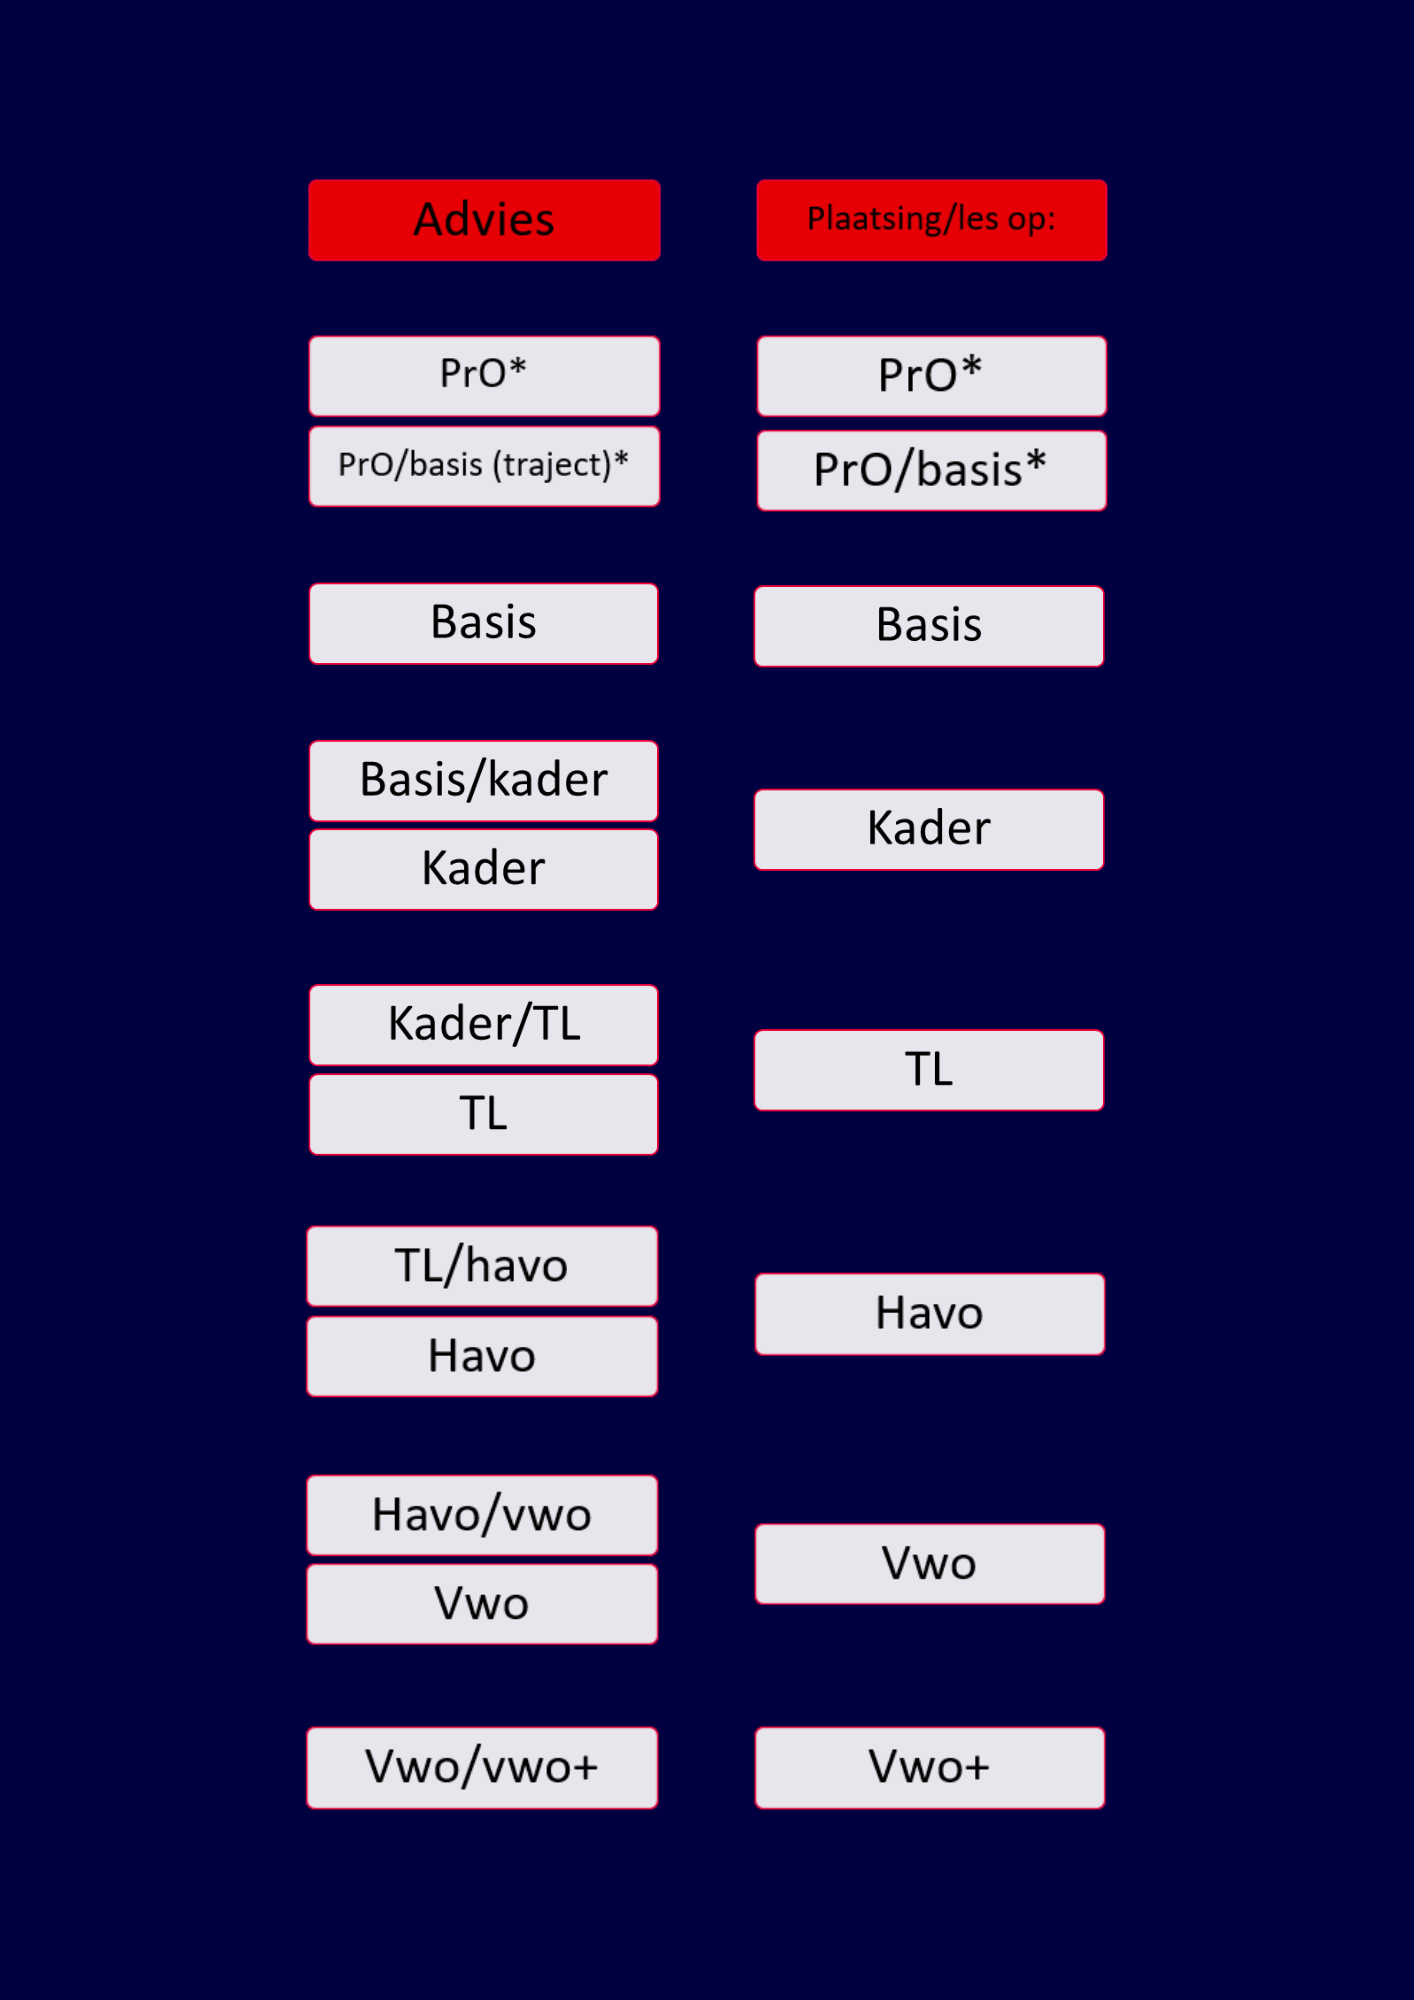 Advies
Plaatsing/les op:
PrO*
PrO*
PrO/basis (traject)*
PrO/basis*
Basis
Basis
Basis/kader
Kader
Kader
Kader/TL
TL
TL
TL/havo
Havo
Havo
Havo/vwo
Vwo
Vwo
Vwo/vwo+
Vwo+